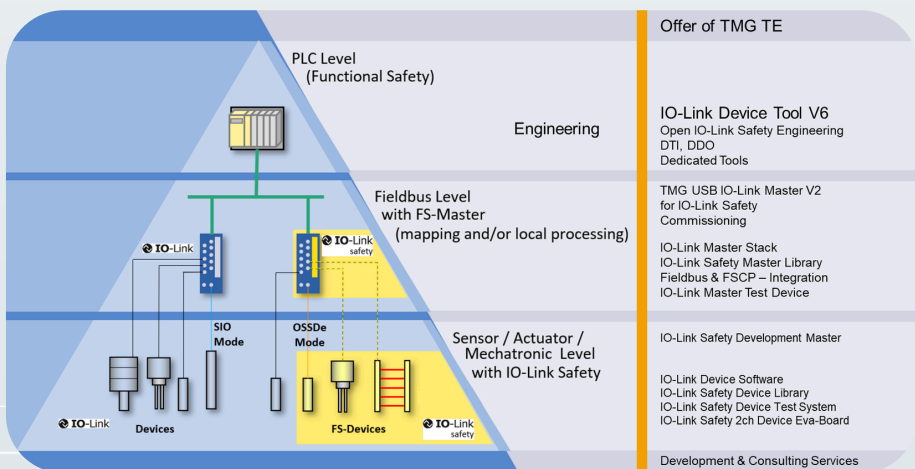 Offer of TMG TE
PLC Level
(Functional Safety)
Engineering
IO-Link Device Tool V6
Open IO-Link Safety Engineering
DTI, DDO
Dedicated Tools
Fieldbus Level
with FS-Master
(mapping and/or local processing)
TMG USB IO-Link Master V2
for IO-Link Safety
Commissioning
IO-Link Master Stack
IO-Link Safety Master Library
Fieldbus & FSCP – Integration
IO-Link Master Test Device
IO-Link
IO-Link
safety
SIO
Mode
OSSDe
Mode
Sensor / Actuator /
Mechatronic Level
with IO-Link Safety
IO-Link Safety Development Master
IO-Link Device Software
IO-Link Safety Device Library
IO-Link Safety Device Test System
IO-Link Safety 2ch Device Eva-Board
IO-Link
Devices
FS-Devices
IO-Link
safety
Development & Consulting Services